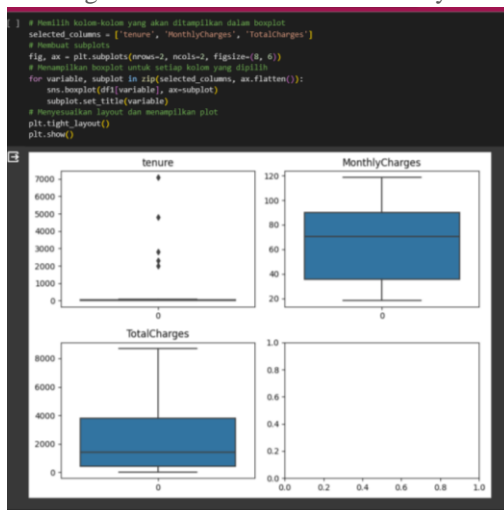 [ ] # Memilih kolom-kolom yang akan ditampilkan dalam boxplot
selected_columns = ['tenure', 'MonthlyCharges', 'TotalCharges']
# Membuat subplots
fig, ax = plt.subplots(nrows=2, ncols=2, figsize=(8, 6))
# Menampilkan boxplot untuk setiap kolom yang dipilih
for variable, subplot in zip(selected_columns, ax.flatten()):
sns.boxplot(df1[variable], ax=subplot)
subplot.set_title(variable)
# Menyesuaikan layout dan menampilkan plot
plt.tight_layout()
plt.show()
tenure
7000
6000
5000
4000
3000
2000
1000
0
0
MonthlyCharges
120
100
80
60
40
20
0
TotalCharges
8000
6000
4000
2000
0
0
1.0
0.8
0.6
0.4
0.2
0.0
0.0 0.2 0.4 0.6 0.8 1.0